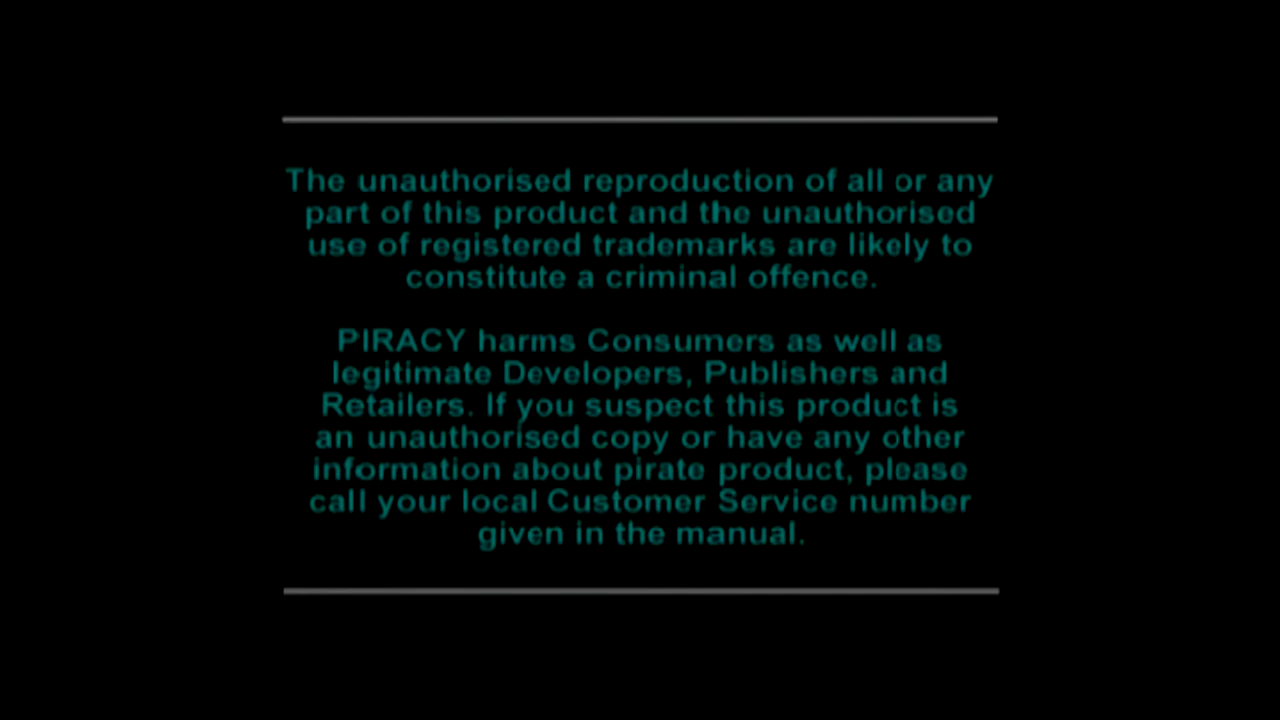 The unauthorised reproduction of all or any
part of this product and the unauthorised
use of registered trademarks are likely to
constitute a criminal offence.
PIRACY harms Consumers as well as
legitimate Developers, Publishers and
Retailers. If you suspect this product is
an unauthorised copy or have any other
information about pirate product, please
call your local Customer Service number
given in the manual.